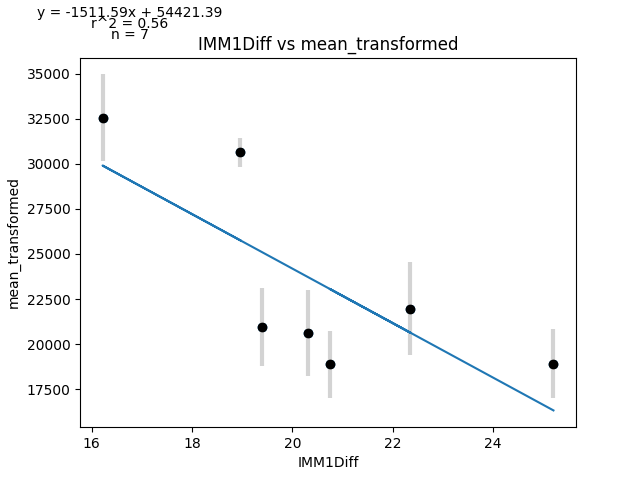 y = -1511.59x + 54421.39
r^2 = 0.56
n = 7
IMM1Diff vs mean_transformed
35000
32500
30000
27500
25000
22500
20000
17500
mean_transformed
16 18 20 22 24
IMM1Diff